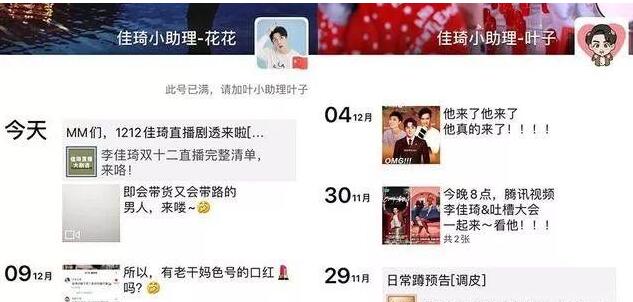 佳琦小助理-花花
此号已满，请加叶小助理叶子
今天
MM们，1212佳琦直播剧透来啦[...
佳琦直播
大剧透
李佳琦双十二直播完整清单，
来咯！
即会带货又会带路的
男人，来喽~
09 12月
所以，有老干妈色号的口红
吗？
佳琦小助理-叶子
04 12月
他来了他来了
他真的来了！！！！
OMG!!!
30 11月
今晚8点，腾讯视频
李佳琦&吐槽大会
一起来~看他！！！
共2张
29 11月
日常蹲预告[调皮]